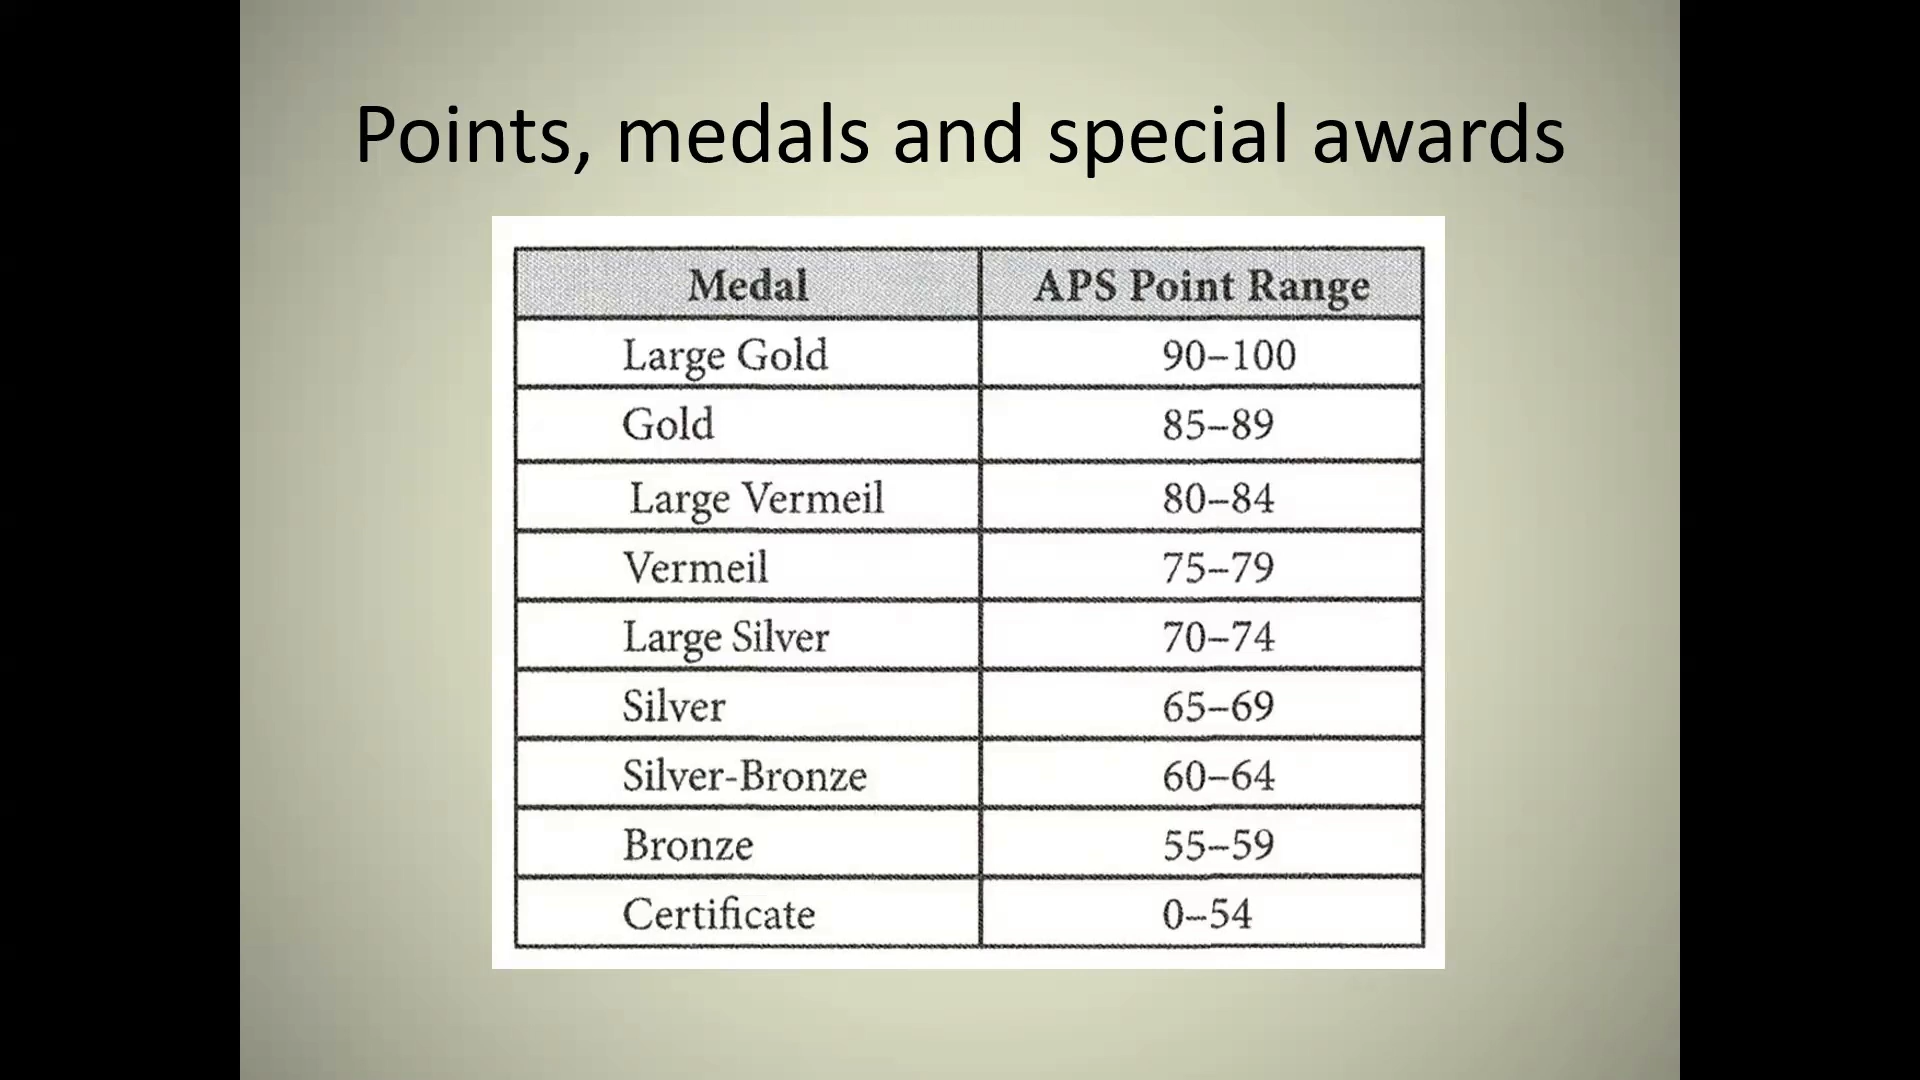 Points, medals and special awards
Medal APS Point Range
Large Gold 90–100
Gold 85–89
Large Vermeil 80–84
Vermeil 75–79
Large Silver 70–74
Silver 65–69
Silver-Bronze 60–64
Bronze 55–59
Certificate 0–54